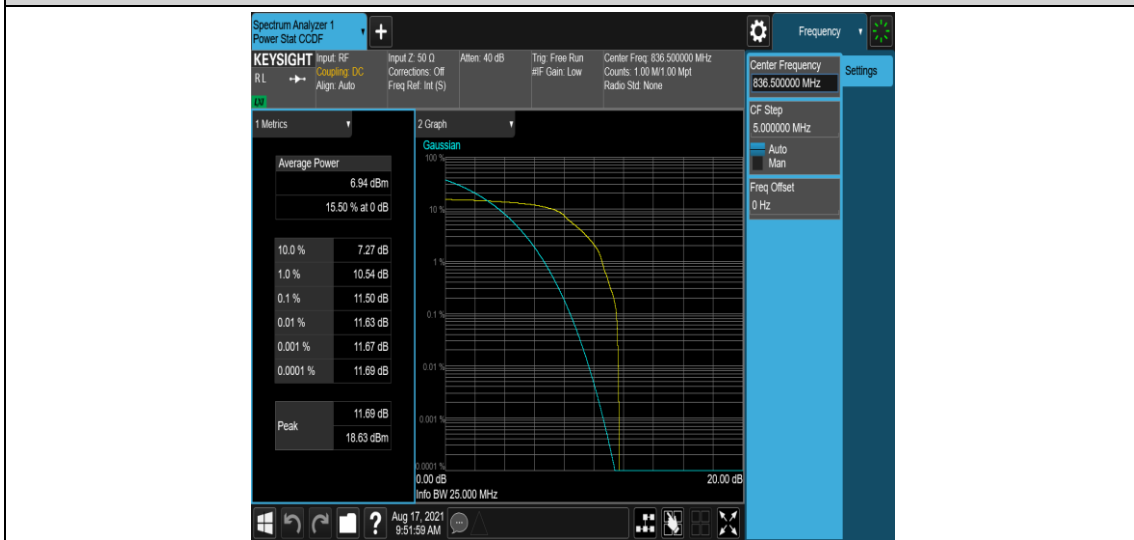 Spectrum Analyzer 1
Power Stat CCDF
+
Frequency
KEYSIGHT
RL
LXI
Input: RF
Coupling: DC
Align: Auto
Input Z: 50 Ω
Corrections: Off
Freq Ref: Int (S)
Atten: 40 dB
Trig: Free Run
#IF Gain: Low
Center Freq: 836.500000 MHz
Counts: 1.00 M/1.00 Mpt
Radio Std: None
Center Frequency
836.500000 MHz
Settings
CF Step
5.000000 MHz
Auto
Man
Freq Offset
0 Hz
1 Metrics
Average Power
6.94 dBm
15.50 % at 0 dB
10.0 % 7.27 dB
1.0 % 10.54 dB
0.1 % 11.50 dB
0.01 % 11.63 dB
0.001 % 11.67 dB
0.0001 % 11.69 dB
Peak 11.69 dB
18.63 dBm
2 Graph
Gaussian
100 %
10 %
1 %
0.1 %
0.01 %
0.001 %
0.0001 %
0.00 dB 20.00 dB
Info BW 25.000 MHz
?
Aug 17, 2021
9:51:59 AM